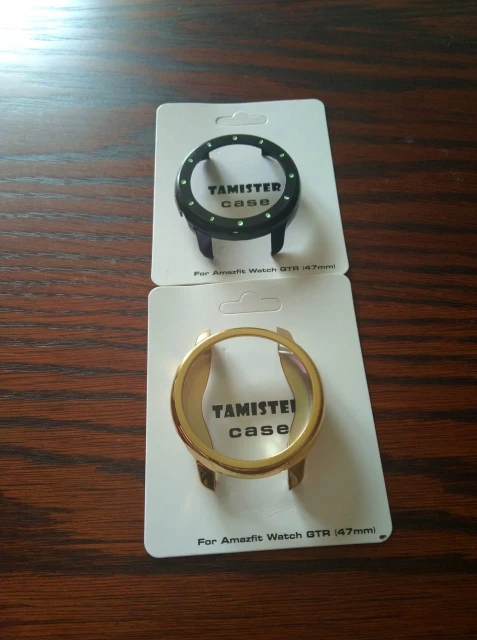 TAMISTER
case
For Amazfit Watch GTR (47mm)
TAMISTER
case
For Amazfit Watch GTR (47mm)